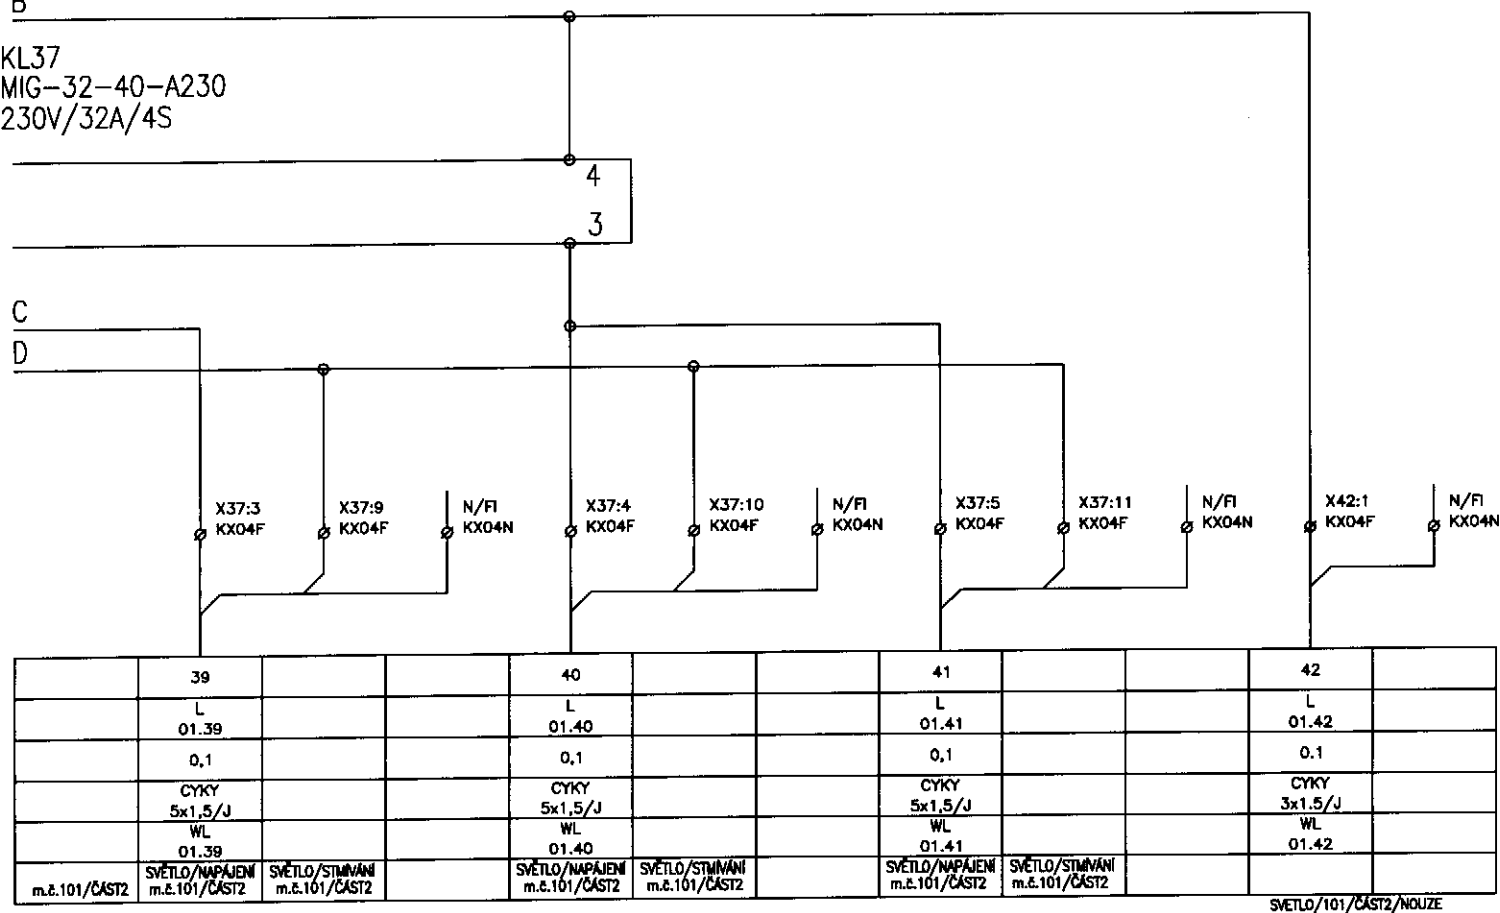 B
KL37
MIG-32-40-A230
230V/32A/4S
4
3
C
D
X37:3
KX04F
X37:9
KX04F
N/FI
KX04N
X37:4
KX04F
X37:10
KX04F
N/FI
KX04N
X37:5
KX04F
X37:11
KX04F
N/FI
KX04N
X42:1
KX04F
N/FI
KX04N
39 40 41 42
L L L L
01.39 01.40 01.41 01.42
0,1 0,1 0,1 0.1
CYKY CYKY CYKY CYKY
5x1,5/J 5x1,5/J 5x1,5/J 3x1.5/J
WL WL WL WL
01.39 01.40 01.41 01.42
SVĚTLO/NAPÁJENÍ SVĚTLO/STMÍVÁNÍ SVĚTLO/NAPÁJENÍ SVĚTLO/STMÍVÁNÍ SVĚTLO/NAPÁJENÍ SVĚTLO/STMÍVÁNÍ
m.č.101/ČÁST2 m.č.101/ČÁST2 m.č.101/ČÁST2 m.č.101/ČÁST2 m.č.101/ČÁST2 m.č.101/ČÁST2 m.č.101/ČÁST2
SVETLO/101/ČÁST2/NOUZE